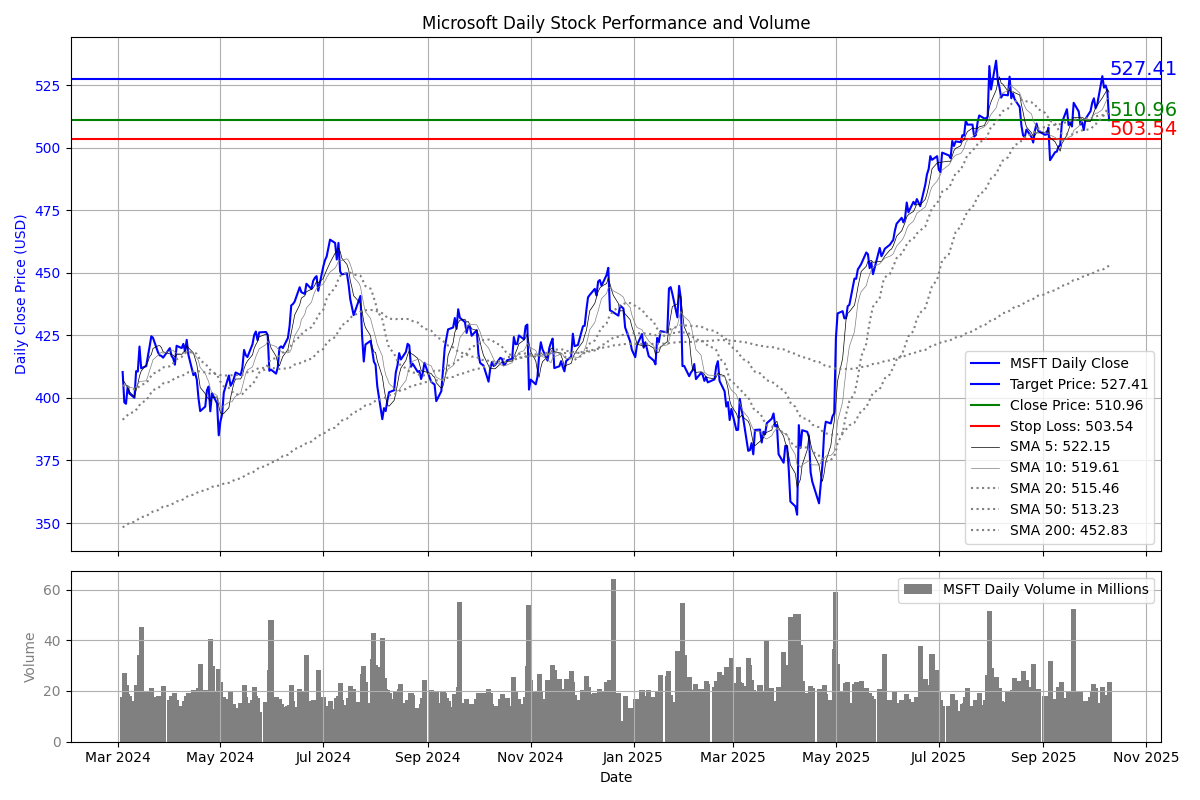 Microsoft Daily Stock Performance and Volume
Daily Close Price (USD)
525
500
475
450
425
400
375
350
527.41
510.96
503.54
MSFT Daily Close
Target Price: 527.41
Close Price: 510.96
Stop Loss: 503.54
SMA 5: 522.15
SMA 10: 519.61
SMA 20: 515.46
SMA 50: 513.23
SMA 200: 452.83
Volume
60
40
20
0
MSFT Daily Volume in Millions
Mar 2024 May 2024 Jul 2024 Sep 2024 Nov 2024 Jan 2025 Mar 2025 May 2025 Jul 2025 Sep 2025 Nov 2025
Date